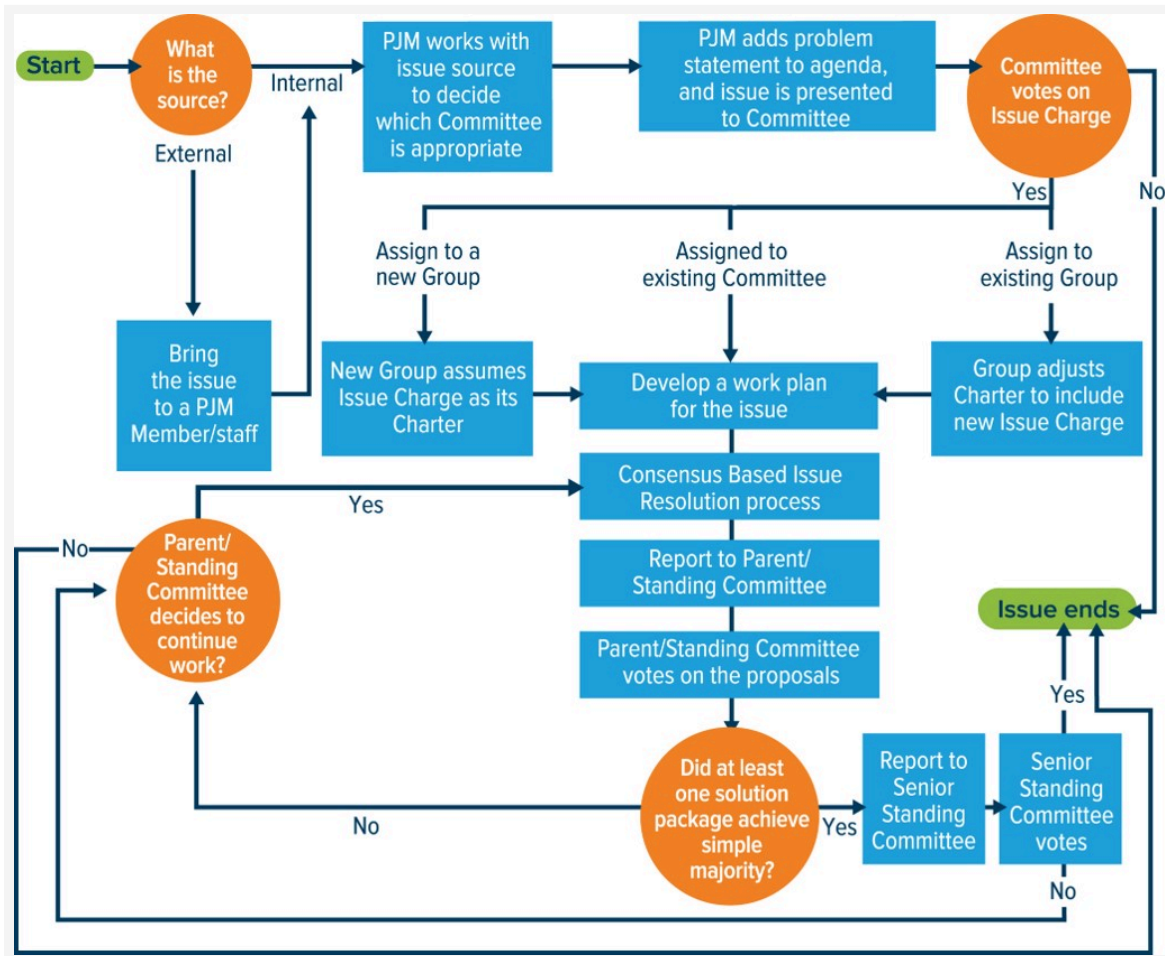 Start
What
is the
source?
Internal
External
PJM works with
issue source
to decide
which Committee
is appropriate
PJM adds problem
statement to agenda,
and issue is presented
to Committee
Committee
votes on
Issue Charge
Yes
No
Assign to a
new Group
Assigned to
existing Committee
Assign to
existing Group
Bring
the issue
to a PJM
Member/staff
New Group assumes
Issue Charge as its
Charter
Develop a work plan
for the issue
Group adjusts
Charter to include
new Issue Charge
Consensus Based Issue
Resolution process
Yes
No
Parent/
Standing
Committee
decides to
continue
work?
Report to Parent/
Standing Committee
Issue ends
Parent/Standing Committee
votes on the proposals
Yes
Did at least
one solution
package achieve
simple
majority?
No
Yes
Report to
Senior
Standing
Committee
Senior
Standing
Committee
votes
No